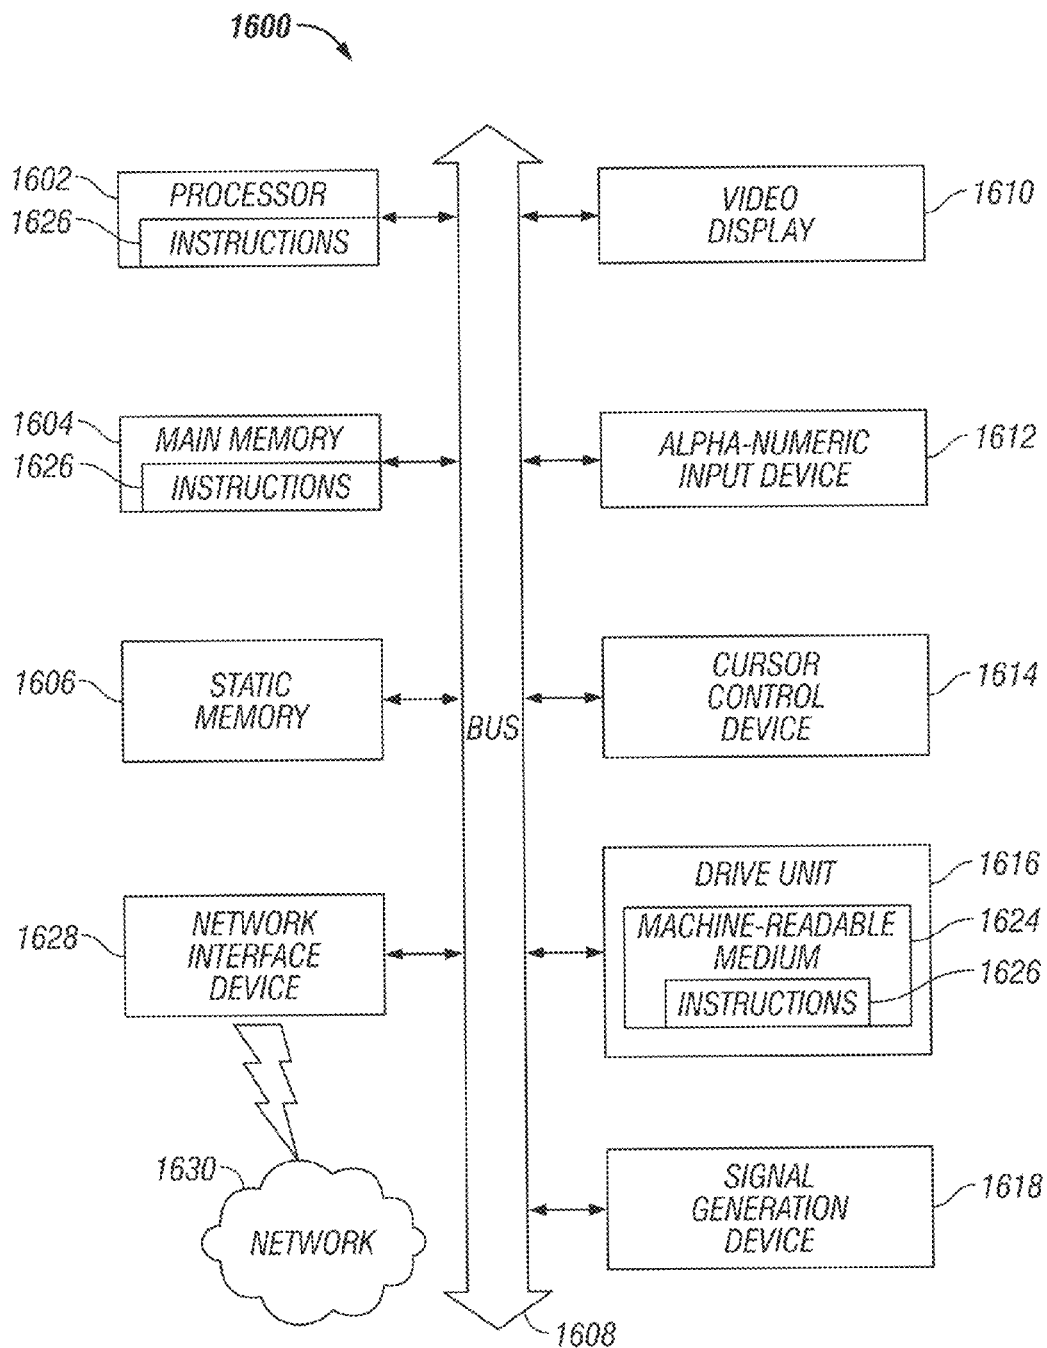 1600
1602
PROCESSOR
1626
INSTRUCTIONS
VIDEO
DISPLAY
1610
1604
MAIN MEMORY
1626
INSTRUCTIONS
ALPHA-NUMERIC
INPUT DEVICE
1612
1606
STATIC
MEMORY
BUS
CURSOR
CONTROL
DEVICE
1614
1628
NETWORK
INTERFACE
DEVICE
DRIVE UNIT
1616
MACHINE-READABLE
MEDIUM
1624
INSTRUCTIONS
1626
1630
NETWORK
SIGNAL
GENERATION
DEVICE
1618
1608